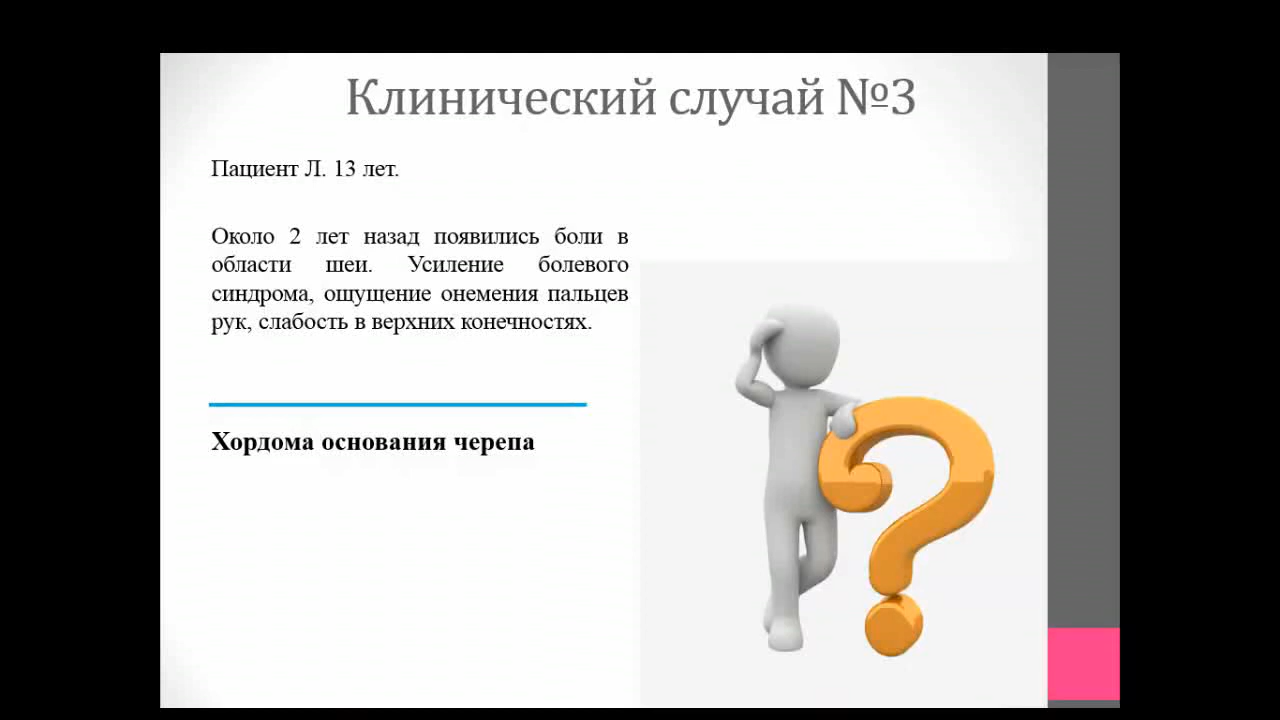 Клинический случай №3
Пациент Л. 13 лет.
Около 2 лет назад появились боли в
области шеи. Усиление болевого
синдрома, ощущение онемения пальцев
рук, слабость в верхних конечностях.
Хордома основания черепа